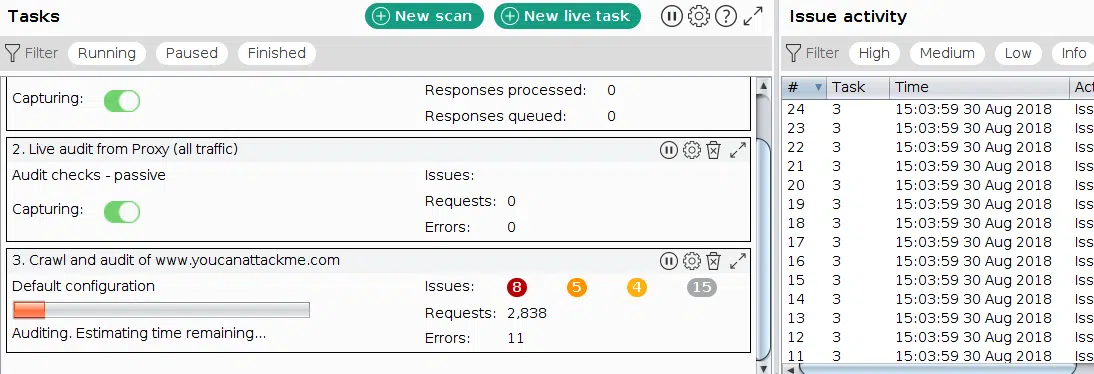 Tasks
New scan
New live task
Filter Running Paused Finished
Capturing:
Responses processed: 0
Responses queued: 0
2. Live audit from Proxy (all traffic)
Audit checks - passive
Issues:
Capturing:
Requests: 0
Errors: 0
3. Crawl and audit of www.youcanattackme.com
Default configuration
Issues: 8 5 4 15
Requests: 2,838
Auditing. Estimating time remaining...
Errors: 11
Issue activity
Filter High Medium Low Info
# Task Time Act
24 3 15:03:59 30 Aug 2018 Iss
23 3 15:03:59 30 Aug 2018 Iss
22 3 15:03:59 30 Aug 2018 Iss
21 3 15:03:59 30 Aug 2018 Iss
20 3 15:03:59 30 Aug 2018 Iss
19 3 15:03:59 30 Aug 2018 Iss
18 3 15:03:59 30 Aug 2018 Iss
17 3 15:03:59 30 Aug 2018 Iss
16 3 15:03:59 30 Aug 2018 Iss
15 3 15:03:59 30 Aug 2018 Iss
14 3 15:03:59 30 Aug 2018 Iss
13 3 15:03:59 30 Aug 2018 Iss
12 3 15:03:59 30 Aug 2018 Iss
11 3 15:03:59 30 Aug 2018 Iss